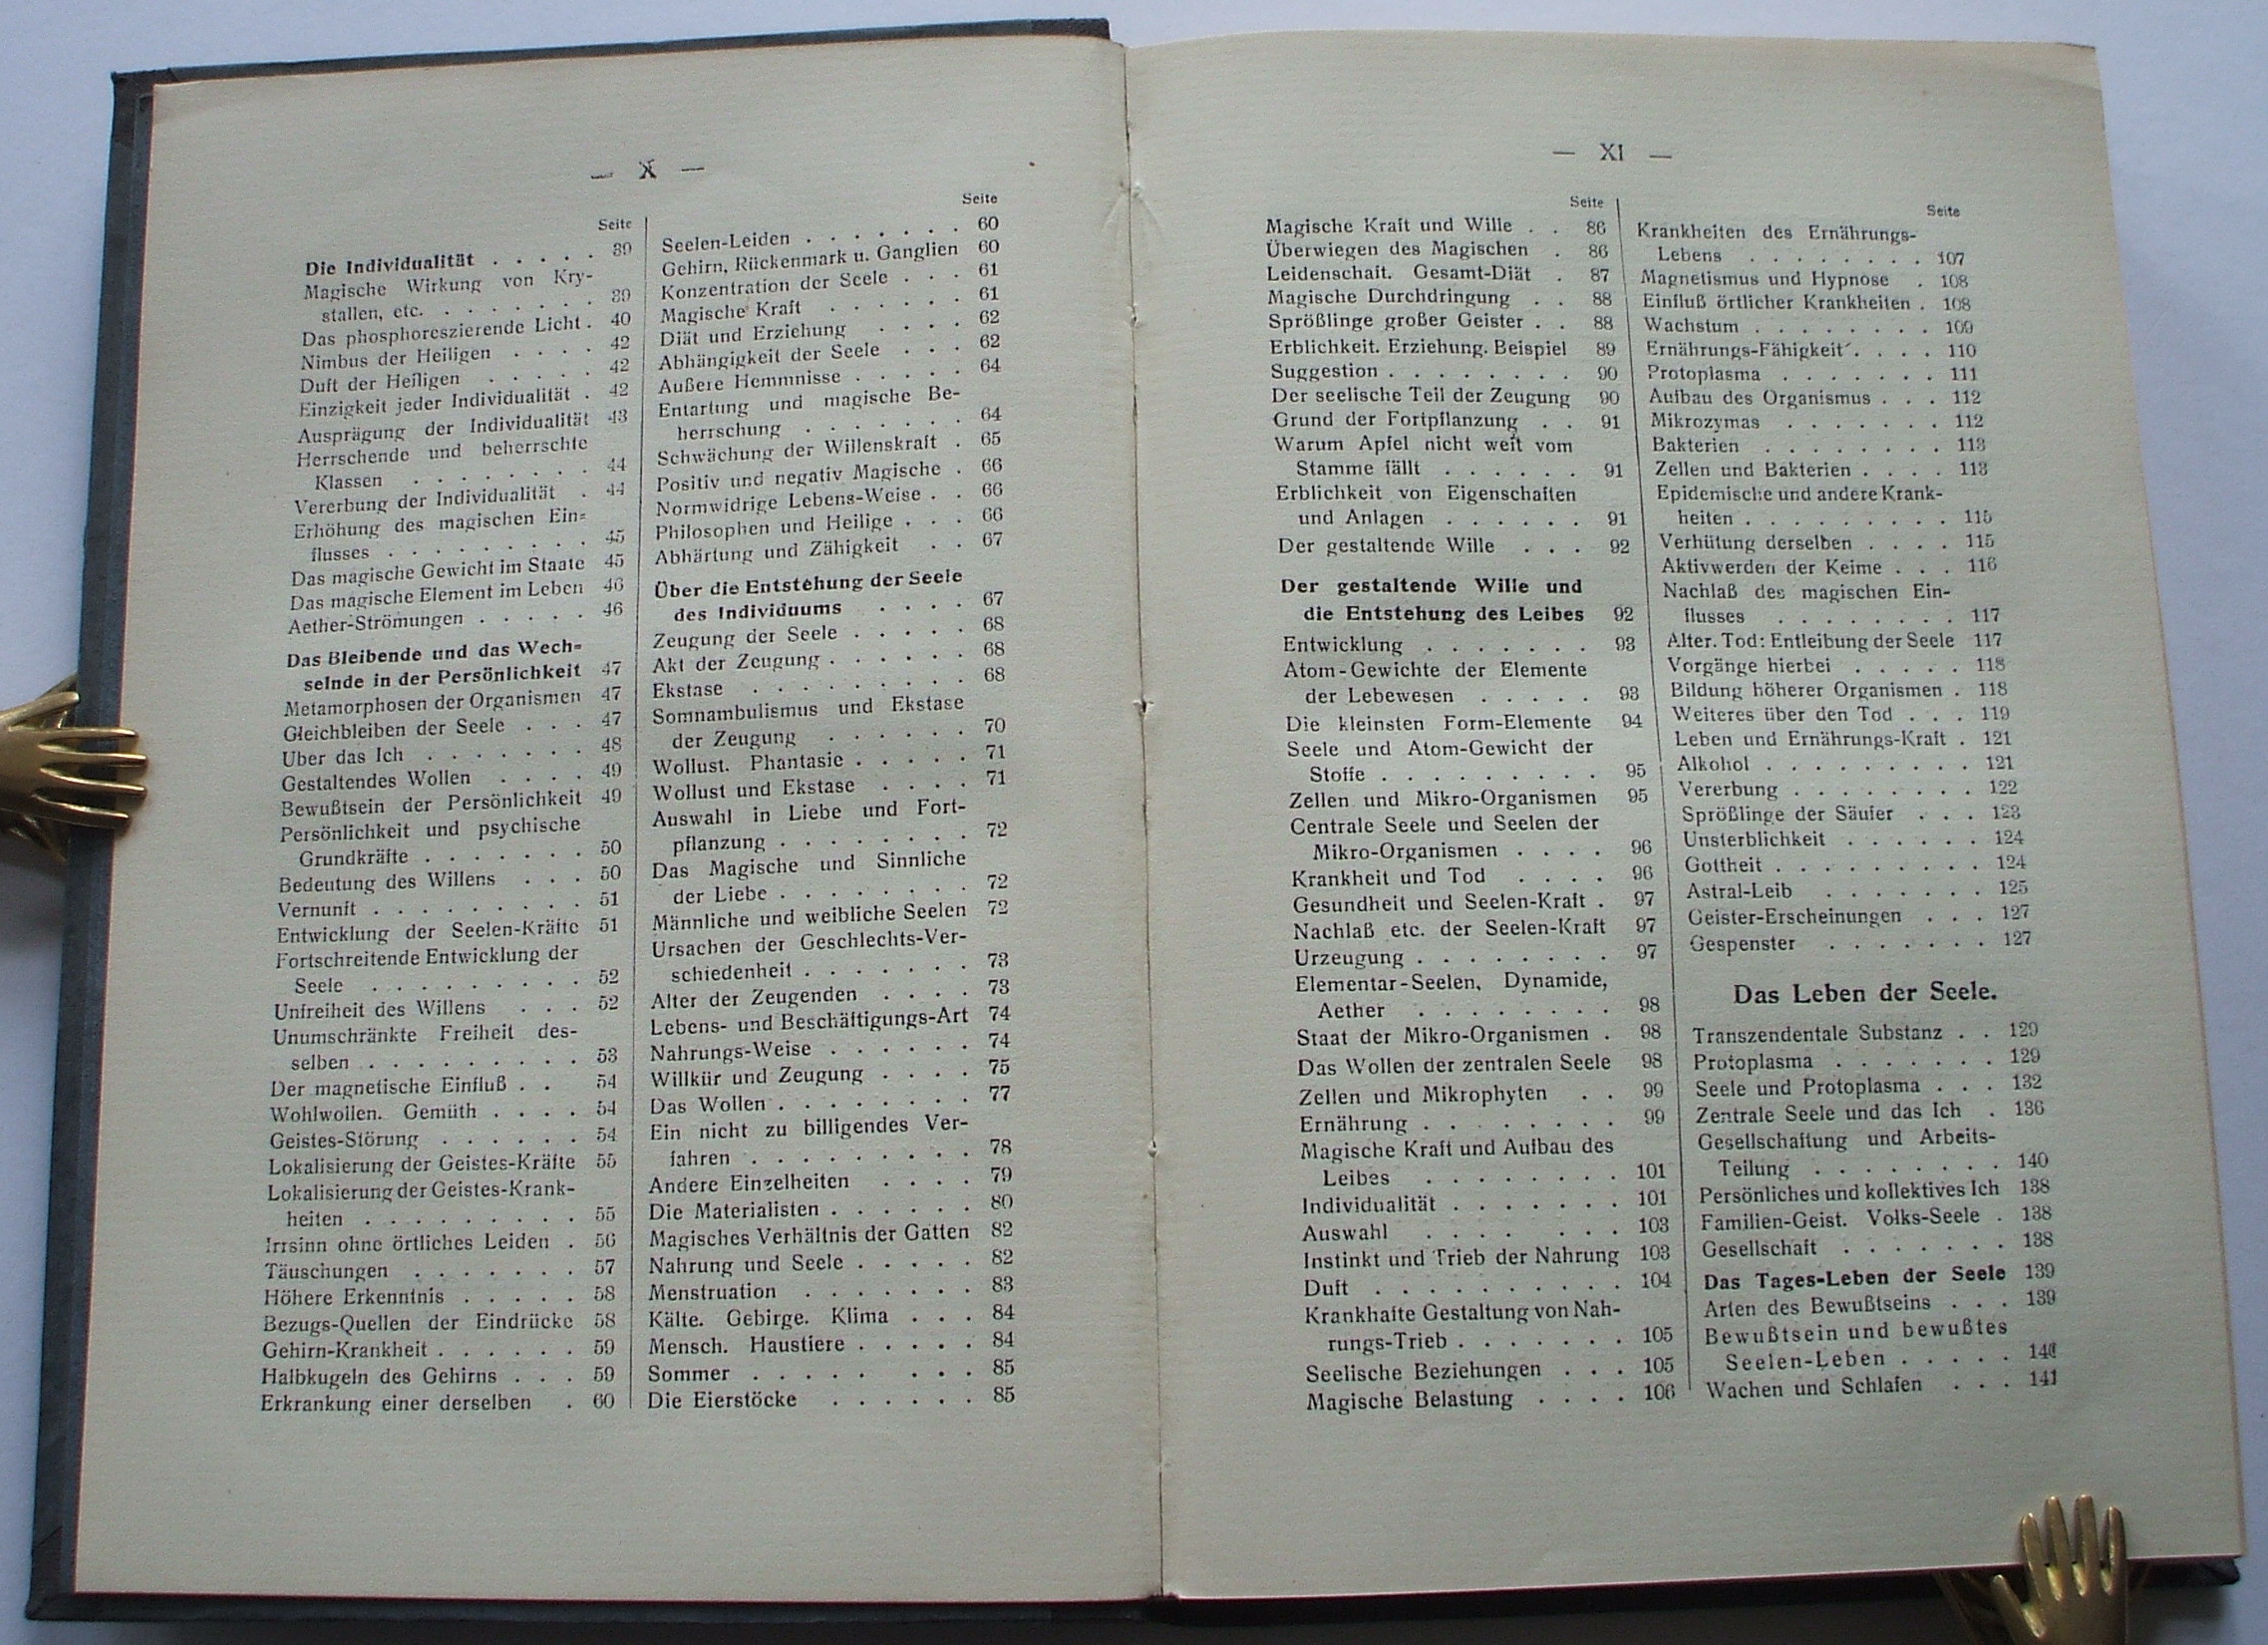 — X —
Seite
Die Individualität . . . . . 39
Magische Wirkung von Kry-
stallen, etc. . . . . . . . 39
Das phosphoreszierende Licht . 40
Nimbus der Heiligen . . . . 42
Duft der Heiligen . . . . . 42
Einzigkeit jeder Individualität . 42
Ausprägung der Individualität 43
Herrschende und beherrschte
Klassen . . . . . . . . 44
Vererbung der Individualität . 44
Erhöhung des magischen Ein-
flusses . . . . . . . . . 45
Das magische Gewicht im Staate 45
Das magische Element im Leben 46
Aether-Strömungen . . . . . 46
Das Bleibende und das Wech-
selnde in der Persönlichkeit 47
Metamorphosen der Organismen 47
Gleichbleiben der Seele . . . 47
Über das Ich . . . . . . . 48
Gestaltendes Wollen . . . . 49
Bewußtsein der Persönlichkeit 49
Persönlichkeit und psychische
Grundkräfte . . . . . . . 50
Bedeutung des Willens . . . 50
Vernunft . . . . . . . . . 51
Entwicklung der Seelen-Kräfte 51
Fortschreitende Entwicklung der
Seele . . . . . . . . . 52
Unfreiheit des Willens . . . 52
Unumschränkte Freiheit des-
selben . . . . . . . . . 53
Der magnetische Einfluß . . 54
Wohlwollen. Gemüth . . . . 54
Geistes-Störung . . . . . . 54
Lokalisierung der Geistes-Kräfte 55
Lokalisierung der Geistes-Krank-
heiten . . . . . . . . . 55
Irrsinn ohne örtliches Leiden . 56
Täuschungen . . . . . . . 57
Höhere Erkenntnis . . . . . 58
Bezugs-Quellen der Eindrücke 58
Gehirn-Krankheit . . . . . . 59
Halbkugeln des Gehirns . . . 59
Erkrankung einer derselben . 60
Seite
Seelen-Leiden . . . . . . . 60
Gehirn, Rückenmark u. Ganglien 60
Konzentration der Seele . . . 61
Magische Kraft . . . . . . 61
Diät und Erziehung . . . . 62
Abhängigkeit der Seele . . . 62
Äußere Hemmnisse . . . . . 64
Entartung und magische Be-
herrschung . . . . . . . 64
Schwächung der Willenskraft . 65
Positiv und negativ Magische . 66
Normwidrige Lebens-Weise . . 66
Philosophen und Heilige . . . 66
Abhärtung und Zähigkeit . . 67
Über die Entstehung der Seele
des Individuums . . . . 67
Zeugung der Seele . . . . . 68
Akt der Zeugung . . . . . . 68
Ekstase . . . . . . . . . 68
Somnambulismus und Ekstase
der Zeugung . . . . . . 70
Wollust. Phantasie . . . . . 71
Wollust und Ekstase . . . . 71
Auswahl in Liebe und Fort-
pflanzung . . . . . . . . 72
Das Magische und Sinnliche
der Liebe . . . . . . . . 72
Männliche und weibliche Seelen 72
Ursachen der Geschlechts-Ver-
schiedenheit . . . . . . . 73
Alter der Zeugenden . . . . 73
Lebens- und Beschäftigungs-Art 74
Nahrungs-Weise . . . . . . 74
Willkür und Zeugung . . . . 75
Das Wollen . . . . . . . . 77
Ein nicht zu billigendes Ver-
fahren . . . . . . . . . 78
Andere Einzelheiten . . . . 79
Die Materialisten . . . . . . 80
Magisches Verhältnis der Gatten 82
Nahrung und Seele . . . . . 82
Menstruation . . . . . . . 83
Kälte. Gebirge. Klima . . . 84
Mensch. Haustiere . . . . . 84
Sommer . . . . . . . . 85
Die Eierstöcke . . . . . . 85
— XI —
Seite
Magische Kraft und Wille . . 86
Überwiegen des Magischen . 86
Leidenschaft. Gesamt-Diät . 87
Magische Durchdringung . . 88
Sprößlinge großer Geister . . 88
Erblichkeit. Erziehung. Beispiel 89
Suggestion . . . . . . . . 90
Der seelische Teil der Zeugung 90
Grund der Fortpflanzung . . 91
Warum Apfel nicht weit vom
Stamme fällt . . . . . . 91
Erblichkeit von Eigenschaften
und Anlagen . . . . . . 91
Der gestaltende Wille . . . 92
Der gestaltende Wille und
die Entstehung des Leibes 92
Entwicklung . . . . . . . 93
Atom-Gewichte der Elemente
der Lebewesen . . . . . 93
Die kleinsten Form-Elemente 94
Seele und Atom-Gewicht der
Stoffe . . . . . . . . . 95
Zellen und Mikro-Organismen 95
Centrale Seele und Seelen der
Mikro-Organismen . . . . 96
Krankheit und Tod . . . . 96
Gesundheit und Seelen-Kraft . 97
Nachlaß etc. der Seelen-Kraft 97
Urzeugung . . . . . . . . 97
Elementar-Seelen, Dynamide,
Aether . . . . . . . . 98
Staat der Mikro-Organismen . 98
Das Wollen der zentralen Seele 98
Zellen und Mikrophyten . . 99
Ernährung . . . . . . . . 99
Magische Kraft und Aufbau des
Leibes . . . . . . . . 101
Individualität . . . . . . . 101
Auswahl . . . . . . . 103
Instinkt und Trieb der Nahrung 103
Duft . . . . . . . . . . 104
Krankhafte Gestaltung von Nah-
rungs-Trieb . . . . . . . 105
Seelische Beziehungen . . . 105
Magische Belastung . . . . 106
Seite
Krankheiten des Ernährungs-
Lebens . . . . . . . . 107
Magnetismus und Hypnose . 108
Einfluß örtlicher Krankheiten . 108
Wachstum . . . . . . . . 109
Ernährungs-Fähigkeit . . . . 110
Protoplasma . . . . . . . 111
Aufbau des Organismus . . . 112
Mikrozymas . . . . . . . 112
Bakterien . . . . . . . . 113
Zellen und Bakterien . . . . 113
Epidemische und andere Krank-
heiten . . . . . . . . . 115
Verhütung derselben . . . . 115
Aktivwerden der Keime . . . 116
Nachlaß des magischen Ein-
flusses . . . . . . . . 117
Alter. Tod: Entleibung der Seele 117
Vorgänge hierbei . . . . . 118
Bildung höherer Organismen . 118
Weiteres über den Tod . . . 119
Leben und Ernährungs-Kraft . 121
Alkohol . . . . . . . . . 121
Vererbung . . . . . . . . 122
Sprößlinge der Säufer . . . 123
Unsterblichkeit . . . . . . 124
Gottheit . . . . . . . . . 124
Astral-Leib . . . . . . . 125
Geister-Erscheinungen . . . 127
Gespenster . . . . . . . 127
Das Leben der Seele.
Transzendentale Substanz . . 129
Protoplasma . . . . . . . 129
Seele und Protoplasma . . . 132
Zentrale Seele und das Ich . 136
Gesellschaftung und Arbeits-
Teilung . . . . . . . . 140
Persönliches und kollektives Ich 138
Familien-Geist. Volks-Seele . 138
Gesellschaft . . . . . . . 138
Das Tages-Leben der Seele 139
Arten des Bewußtseins . . . 139
Bewußtsein und bewußtes
Seelen-Leben . . . . . 140
Wachen und Schlafen . . . 141